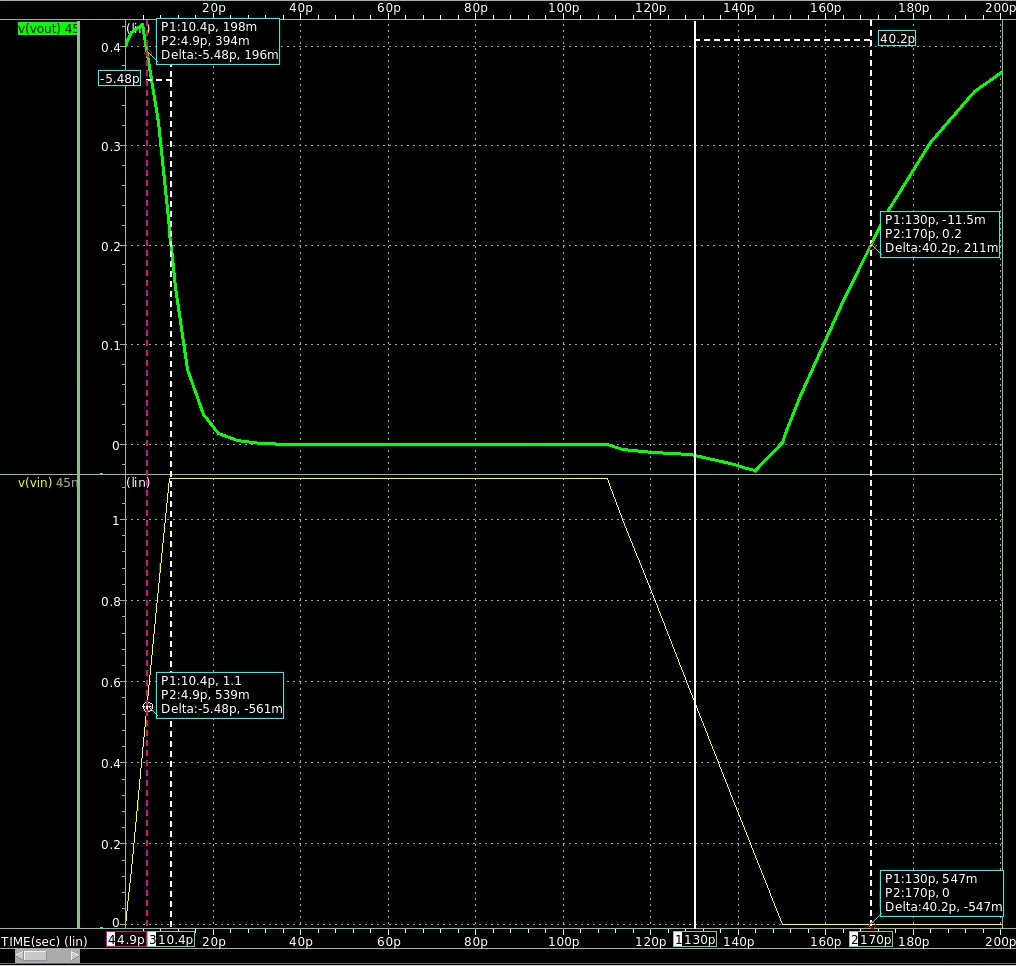 20p 40p 60p 80p 100p 120p 140p 160p 180p 200p
v(vout) 45
(lin)
P1:10.4p, 198m
P2:4.9p, 394m
Delta:-5.48p, 196m
40.2p
0.4
-5.48p
0.3
P1:130p, -11.5m
P2:170p, 0.2
Delta:40.2p, 211m
0.2
0.1
0
v(vin) 45n
(lin)
1
0.8
0.6
P1:10.4p, 1.1
P2:4.9p, 539m
Delta:-5.48p, -561m
0.4
0.2
P1:130p, 547m
P2:170p, 0
Delta:40.2p, -547m
0
TIME(sec) (lin) 4 4.9p 3 10.4p 20p 40p 60p 80p 100p 120p 1 130p 140p 160p 2 170p 180p 200p